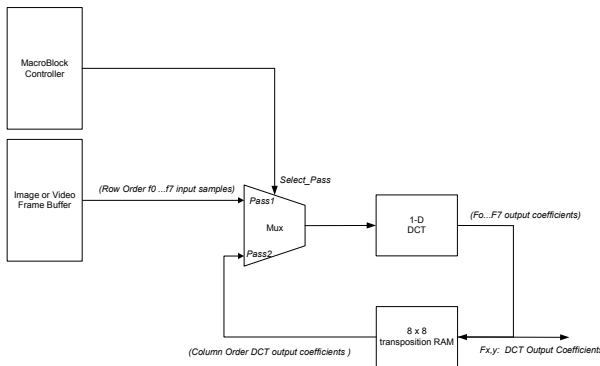 MacroBlock
Controller
Image or Video
Frame Buffer
(Row Order f0 ...f7 input samples)
Select_Pass
Pass1
Mux
Pass2
1-D
DCT
(Fo...F7 output coefficients)
8 x 8
transposition RAM
(Column Order DCT output coefficients )
Fx,y:  DCT Output Coefficients